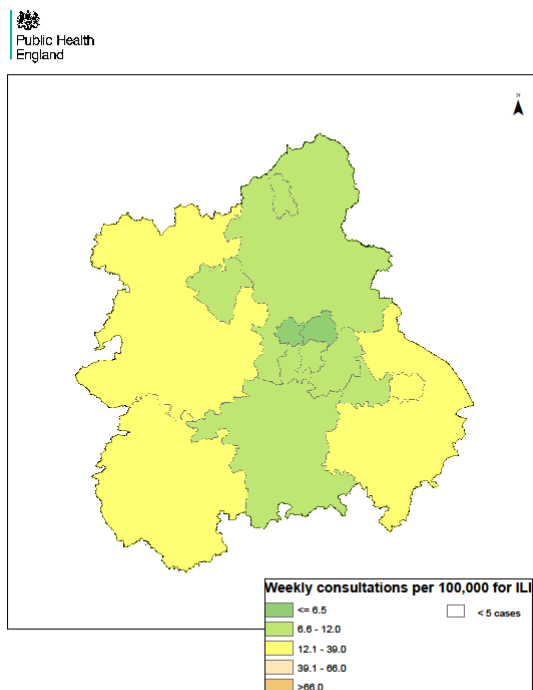 Public Health
England
N
Weekly consultations per 100,000 for ILI
<= 6.5
< 5 cases
6.6 - 12.0
12.1 - 39.0
39.1 - 66.0
>66.0